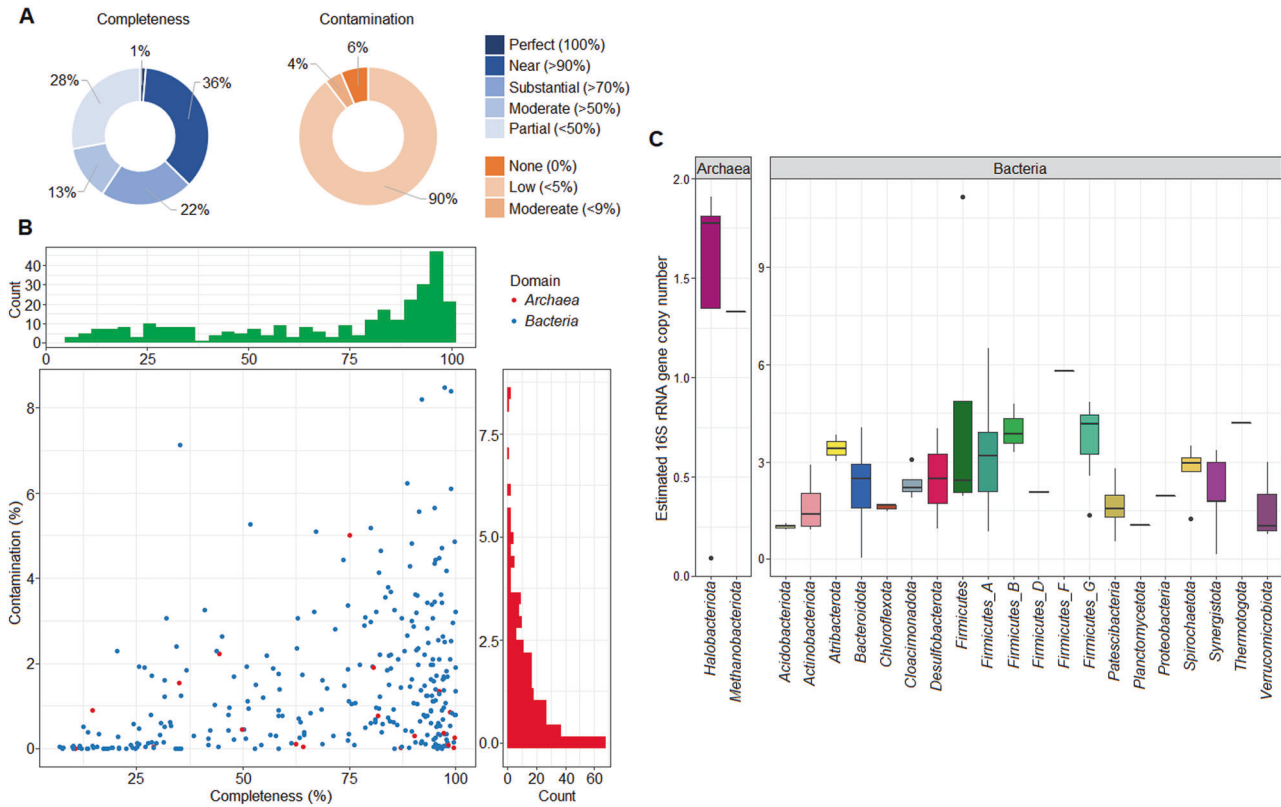 A
Completeness
Contamination
1%
36%
22%
13%
28%
6%
4%
90%
Perfect (100%)
Near (>90%)
Substantial (>70%)
Moderate (>50%)
Partial (<50%)
None (0%)
Low (<5%)
Modereate (<9%)
B
Count
40
30
20
10
0
0
25
50
75
100
Domain
Archaea
Bacteria
Contamination (%)
8
6
4
2
0
0
25
50
75
100
Completeness (%)
7.5
5.0
2.5
0.0
0
20
40
60
Count
C
Archaea
Bacteria
Estimated 16S rRNA gene copy number
2.0
1.5
1.0
0.5
0.0
9
6
3
0
Halobacteriota
Methanobacteriota
Acidobacteriota
Actinobacteriota
Atribacterota
Bacteroidota
Chloroflexota
Cloacimonadota
Desulfobacterota
Firmicutes
Firmicutes_A
Firmicutes_B
Firmicutes_D
Firmicutes_F
Firmicutes_G
Patesibacteria
Planctomycetota
Proteobacteria
Spirochaetota
Synergistota
Thermotogota
Verrucomicrobiota